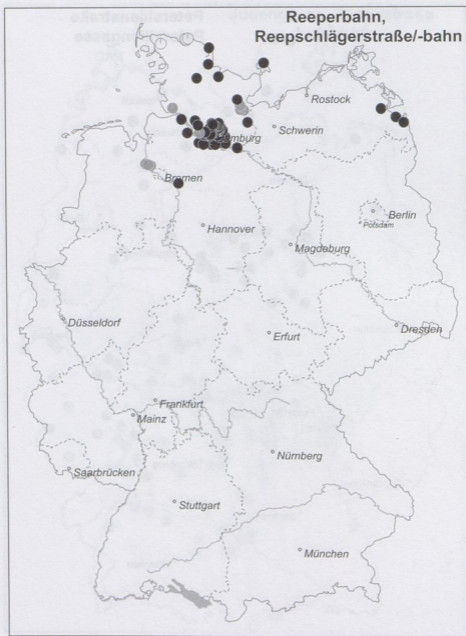 Reeperbahn,
Reepschlägerstraße/-bahn
Rostock
Schwerin
Bremen
Hannover
Berlin
Potsdam
Magdeburg
Düsseldorf
Erfurt
Dresden
Frankfurt
Mainz
Saarbrücken
Nürnberg
Stuttgart
München